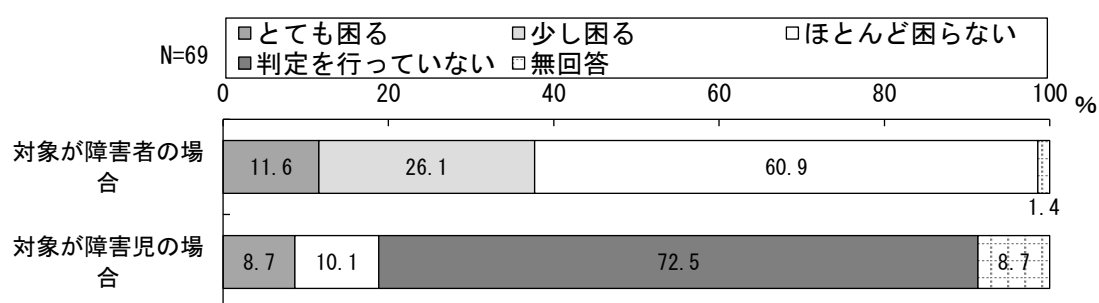 N=69
■とても困る □少し困る □ほとんど困らない
■判定を行っていない □無回答
0 20 40 60 80 100 %
対象が障害者の場
合
11.6 26.1 60.9
1.4
対象が障害児の場
合
8.7 10.1 72.5 8.7